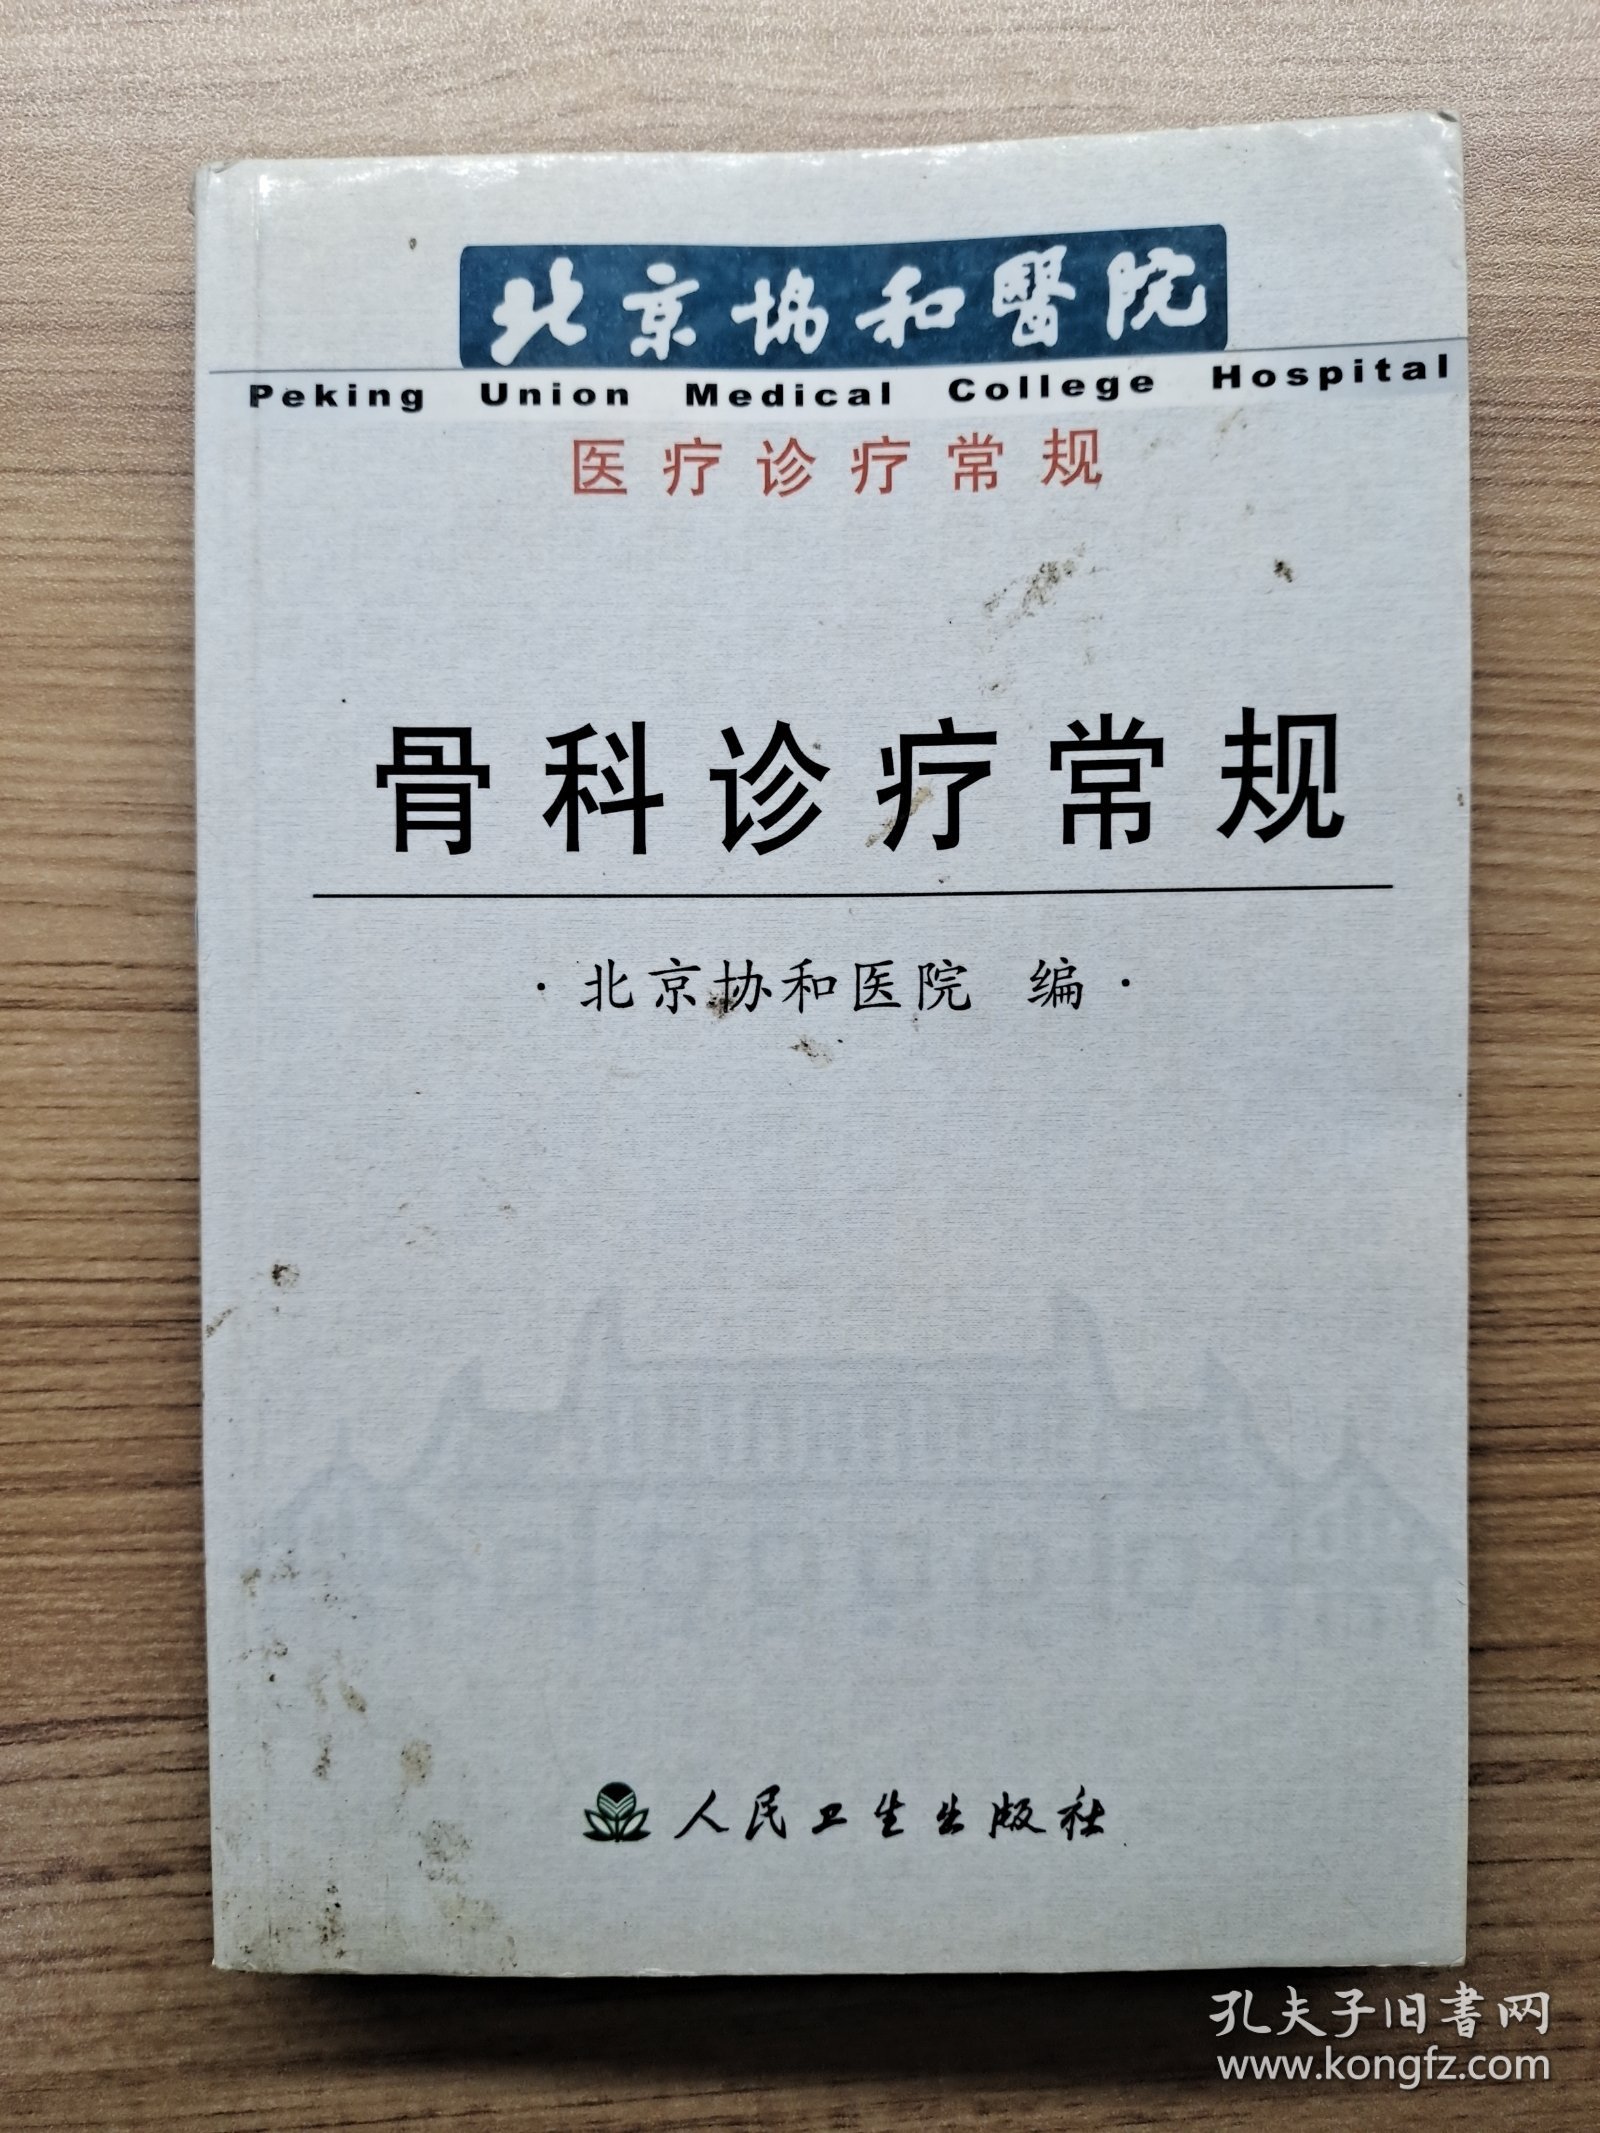 北京协和醫院
Peking Union Medical College Hospital
医疗诊疗常规
骨科诊疗常规
·北京协和医院 编·
人民卫生出版社
孔夫子旧書网
www.kongfz.com